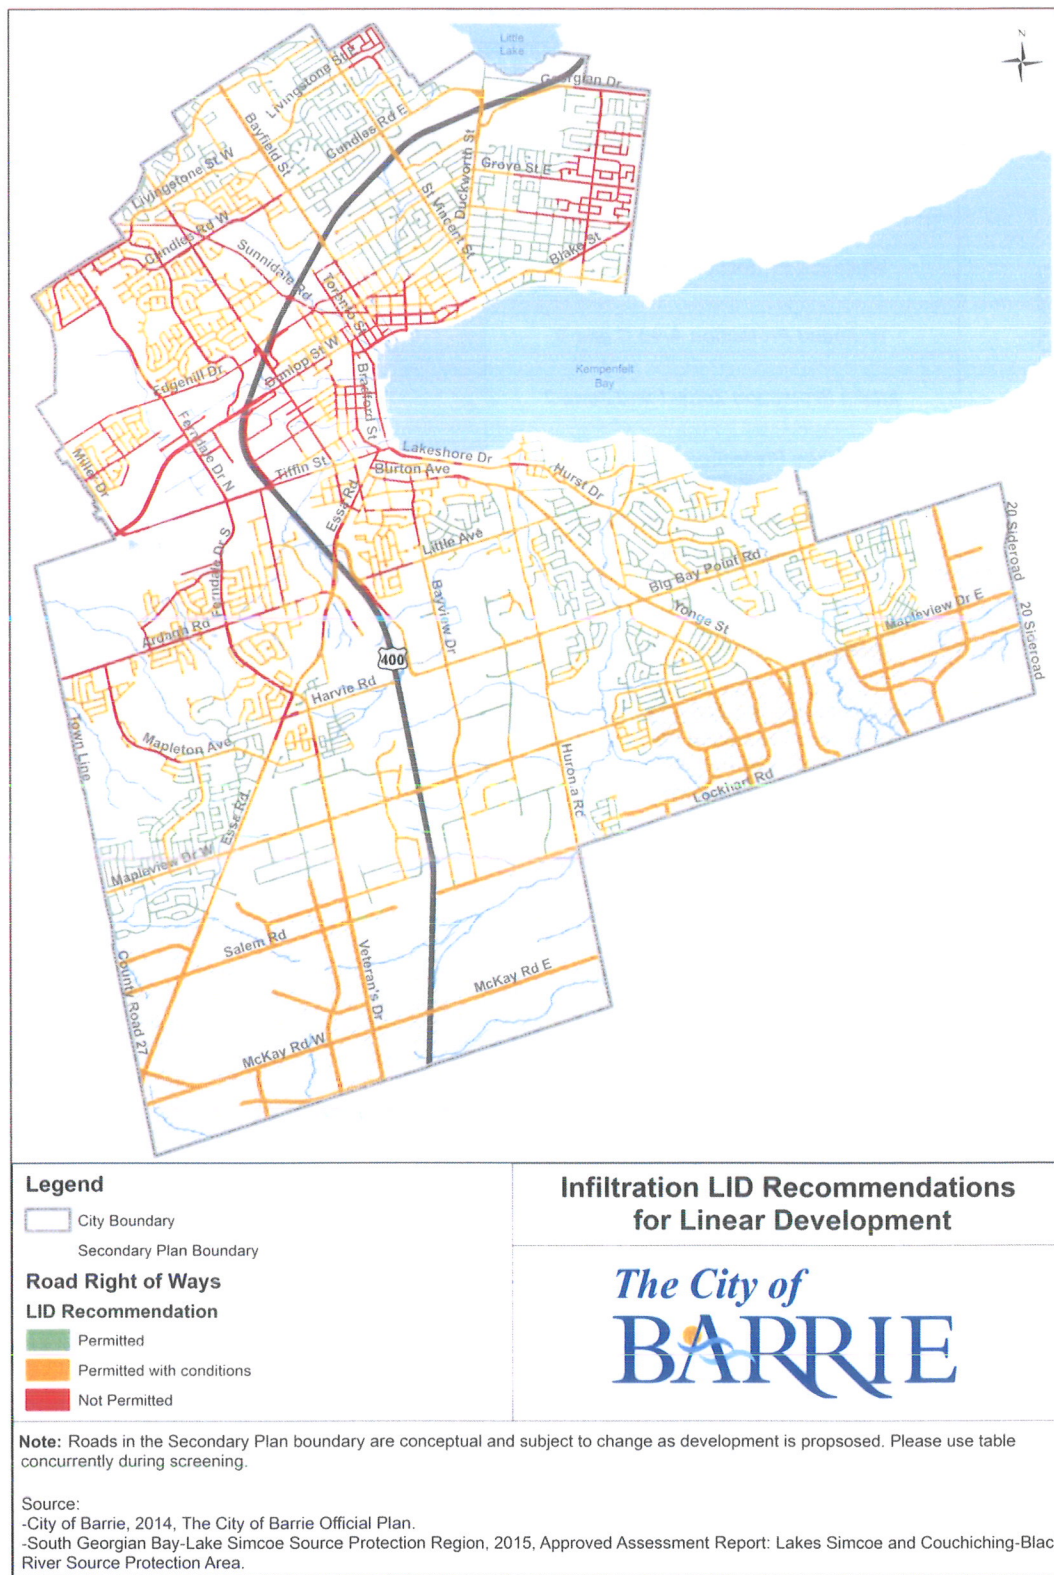 N
Little
Lake
Georgian Dr
Livingstone St E
Bayfield St
Cundles Rd E
Duckworth St
Grove St E
Livingstone St W
St Vincent St
Cundles Rd W
Sunnidale Rd
Blake St
Toronto St
Kempenfelt
Bay
Dunlop St W
Edgehill Dr
Bradford St
Ferndale Dr N
Miller Dr
Tiffin St
Lakeshore Dr
Burton Ave
Hurst Dr
Essa Rd
Little Ave
20 Sideroad
Ferndale Dr S
Big Bay Point Rd
Bayview Dr
Yonge St
Mapleview Dr E
20 Sideroad
Ardagh Rd
400
Harvie Rd
Town Line
Mapleton Ave
Huronia Rd
Lockhart Rd
Essa Rd
Mapleview Dr W
Salem Rd
Veteran's Dr
County Road 27
McKay Rd E
McKay Rd W
Legend
City Boundary
Secondary Plan Boundary
Road Right of Ways
LID Recommendation
Permitted
Permitted with conditions
Not Permitted
Infiltration LID Recommendations
for Linear Development
The City of
BARRIE
Note: Roads in the Secondary Plan boundary are conceptual and subject to change as development is propsosed. Please use table
concurrently during screening.
Source:
-City of Barrie, 2014, The City of Barrie Official Plan.
-South Georgian Bay-Lake Simcoe Source Protection Region, 2015, Approved Assessment Report: Lakes Simcoe and Couchiching-Blac
River Source Protection Area.